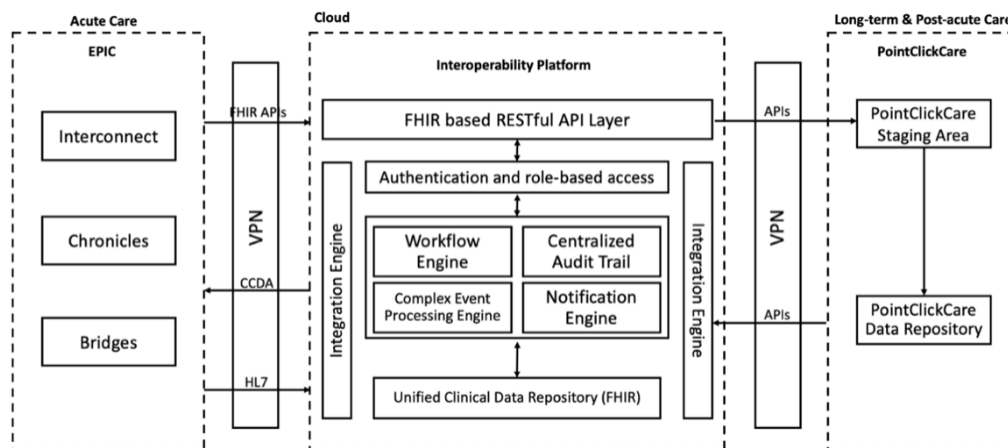 Acute Care
Cloud
Long-term & Post-acute Care
EPIC
Interoperability Platform
PointClickCare
FHIR APIs
Interconnect
Chronicles
Bridges
VPN
CCDA
HL7
FHIR based RESTful API Layer
Authentication and role-based access
Integration Engine
Workflow
Engine
Centralized
Audit Trail
Complex Event
Processing Engine
Notification
Engine
Unified Clinical Data Repository (FHIR)
Integration Engine
APIs
VPN
APIs
PointClickCare
Staging Area
PointClickCare
Data Repository